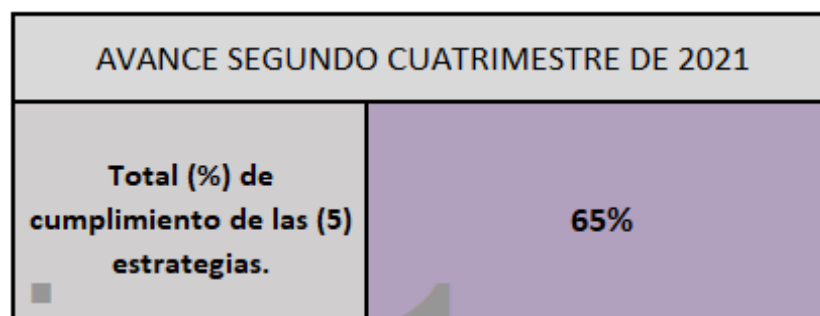 AVANCE SEGUNDO CUATRIMESTRE DE 2021
Total (%) de
cumplimiento de las (5)
estrategias.
65%